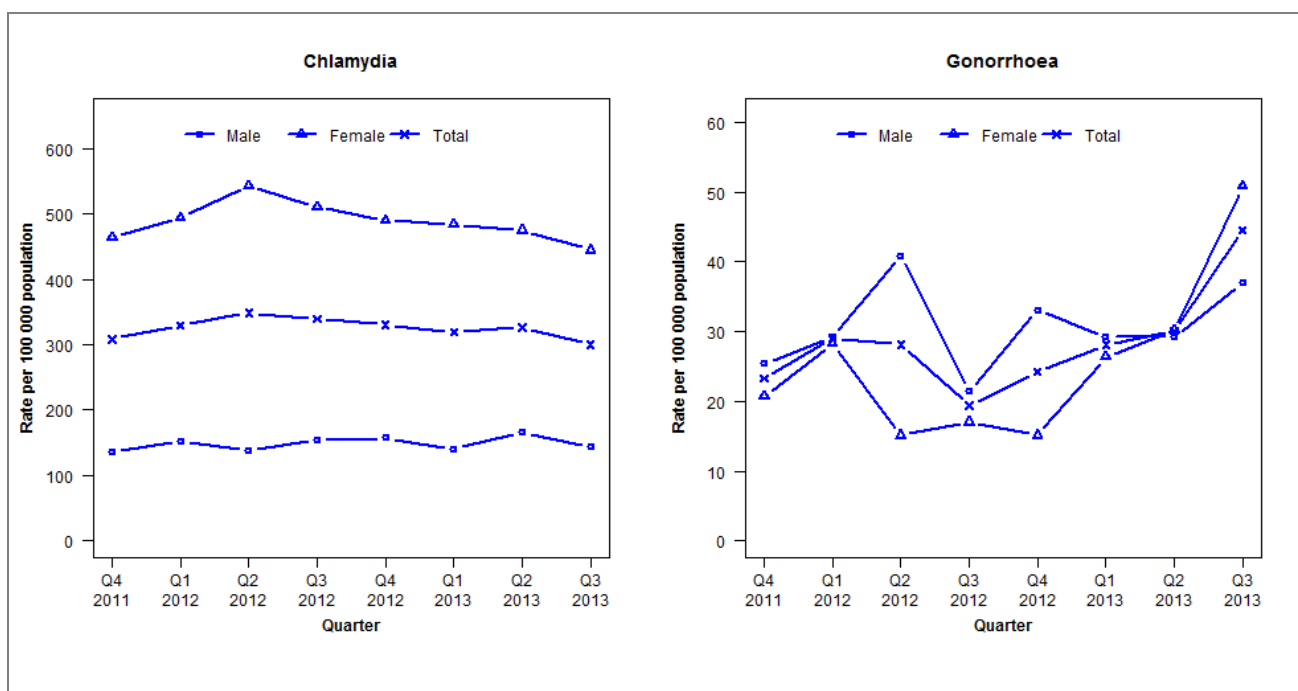 Chlamydia
Male Female Total
600
500
400
300
200
100
0
Rate per 100 000 population
Q4 Q1 Q2 Q3 Q4 Q1 Q2 Q3
2011 2012 2012 2012 2012 2013 2013 2013
Quarter
Gonorrhoea
Male Female Total
60
50
40
30
20
10
0
Rate per 100 000 population
Q4 Q1 Q2 Q3 Q4 Q1 Q2 Q3
2011 2012 2012 2012 2012 2013 2013 2013
Quarter